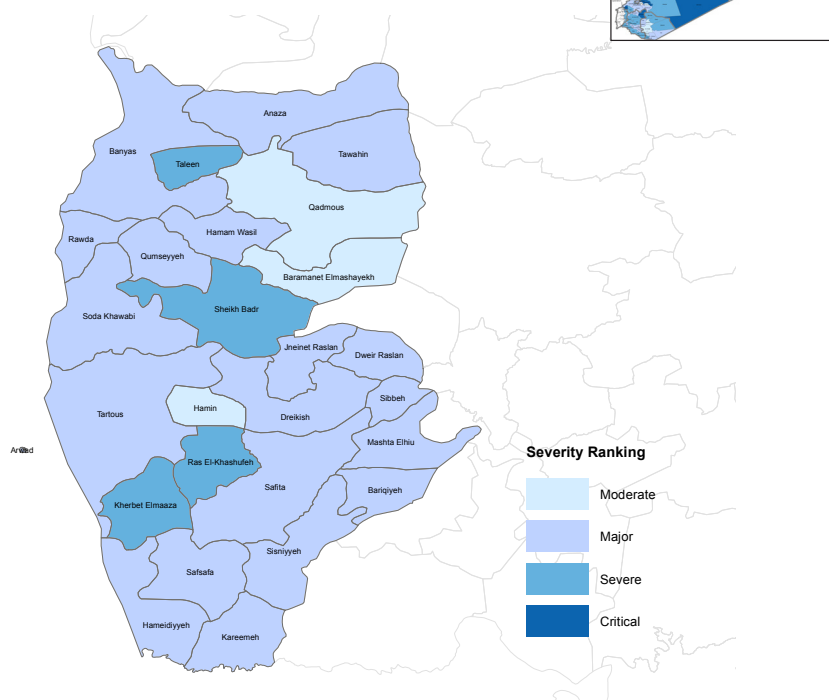 Anaza
Banyas
Tawahin
Taleen
Qadmous
Hamam Wasil
Rawda
Qumseyyeh
Baramanet Elmashayekh
Sheikh Badr
Soda Khawabi
Jneinet Raslan
Dweir Raslan
Sibbeh
Hamin
Tartous
Dreikish
Mashta Elhiu
Arwad
Severity Ranking
Ras El-Khashufeh
Safita
Bariqiyeh
Moderate
Kherbet Elmaaza
Major
Sisniyyeh
Safsafa
Severe
Critical
Hameidiyyeh
Kareemeh